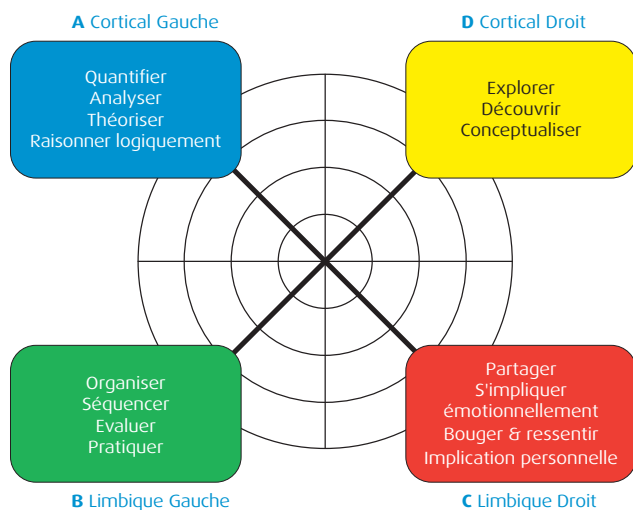 A Cortical Gauche
Quantifier
Analyser
Théoriser
Raisonner logiquement
D Cortical Droit
Explorer
Découvrir
Conceptualiser
Organiser
Séquencer
Evaluer
Pratiquer
B Limbique Gauche
Partager
S'impliquer
émotionnellement
Bouger & ressentir
Implication personnelle
C Limbique Droit